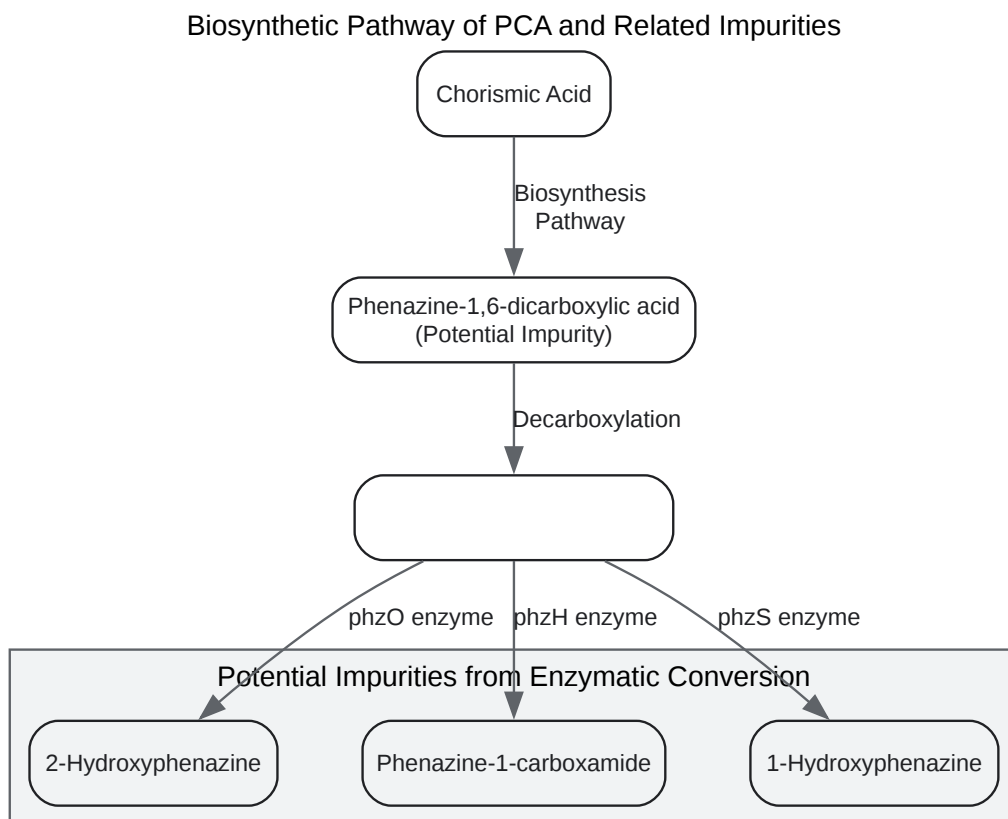 Biosynthetic Pathway of PCA and Related Impurities
Chorismic Acid
Biosynthesis
Pathway
Phenazine-1,6-dicarboxylic acid
(Potential Impurity)
Decarboxylation
phzO enzyme
phzH enzyme
phzS enzyme
Potential Impurities from Enzymatic Conversion
2-Hydroxyphenazine
Phenazine-1-carboxamide
1-Hydroxyphenazine